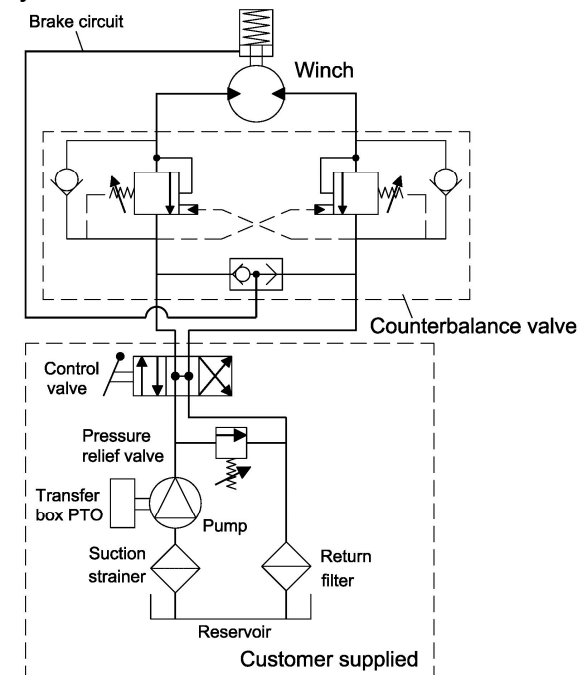 Brake circuit
Winch
Counterbalance valve
Control
valve
Pressure
relief valve
Transfer
box PTO
Pump
Suction
strainer
Return
filter
Reservoir
Customer supplied